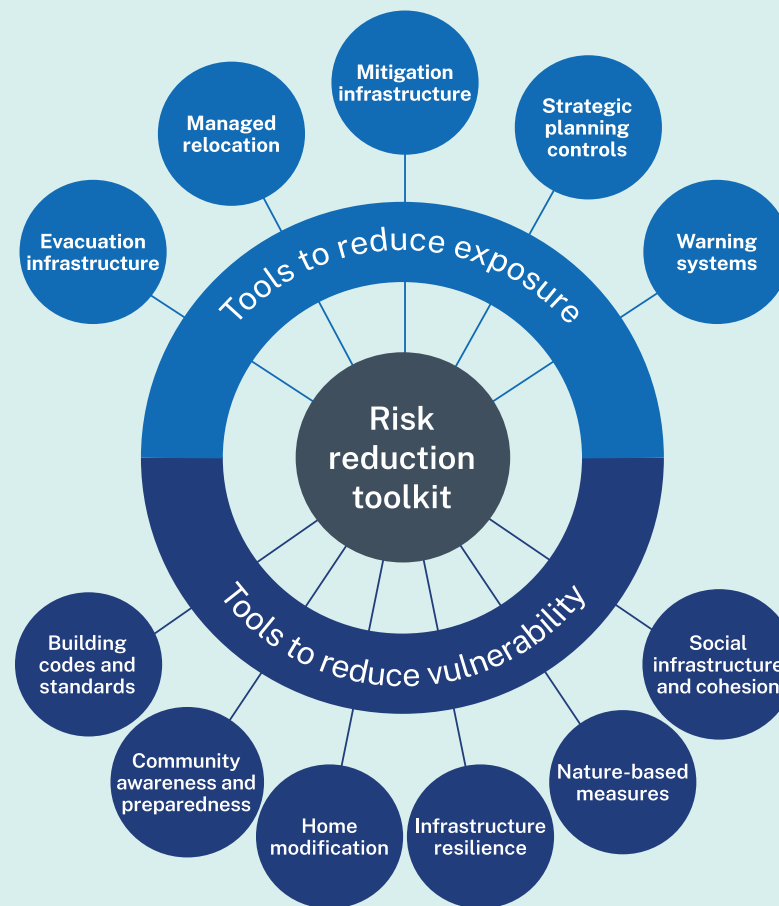 Mitigation
infrastructure
Managed
relocation
Strategic
planning
controls
Evacuation
infrastructure
Warning
systems
Tools to reduce exposure
Risk
reduction
toolkit
Tools to reduce vulnerability
Building
codes and
standards
Social
infrastructure
and cohesion
Community
awareness and
preparedness
Nature-based
measures
Home
modification
Infrastructure
resilience